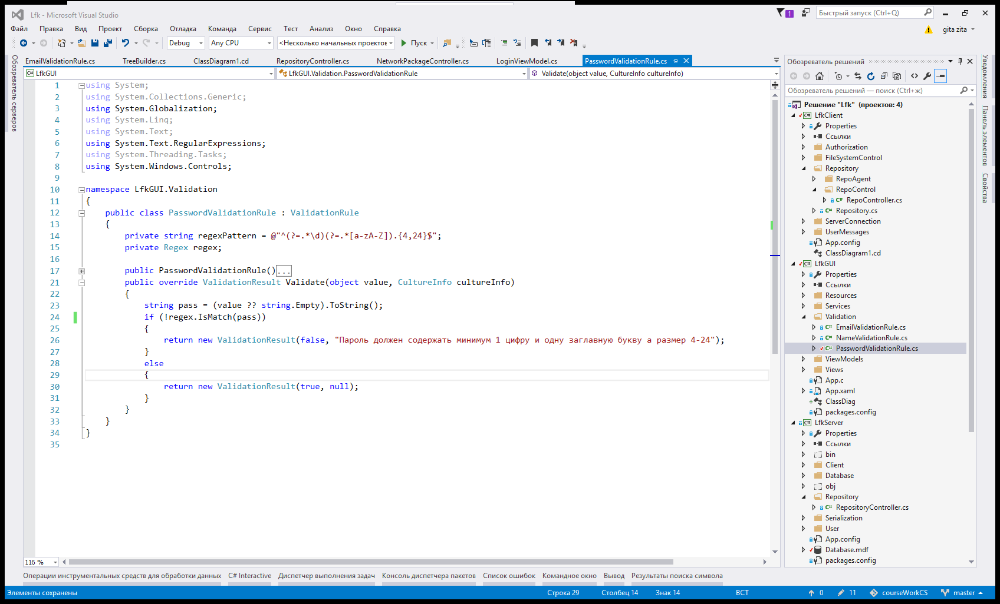 Lfk - Microsoft Visual Studio
1
Быстрый запуск (Ctrl+Q)
Файл Правка Вид Проект Сборка Отладка Команда Сервис Тест Анализ Окно Справка
gita zita
Debug Any CPU <Несколько начальных проектов Пуск
Обозреватель серверов
EmailValidationRule.cs TreeBuilder.cs ClassDiagram1.cd RepositoryController.cs NetworkPackageController.cs LoginViewModel.cs PasswordValidationRule.cs
LfkGUI LfkGUI.Validation.PasswordValidationRule Validate(object value, CultureInfo cultureInfo)
1 using System;
2 using System.Collections.Generic;
3 using System.Globalization;
4 using System.Linq;
5 using System.Text;
6 using System.Text.RegularExpressions;
7 using System.Threading.Tasks;
8 using System.Windows.Controls;
9
10 namespace LfkGUI.Validation
11 {
12 public class PasswordValidationRule : ValidationRule
13 {
14 private string regexPattern = @"^(?=.*\d)(?=.*[a-zA-Z]).{4,24}$";
15 private Regex regex;
16
17 public PasswordValidationRule()...
21 public override ValidationResult Validate(object value, CultureInfo cultureInfo)
22 {
23 string pass = (value ?? string.Empty).ToString();
24 if (!regex.IsMatch(pass))
25 {
26 return new ValidationResult(false, "Пароль должен содержать минимум 1 цифру и одну заглавную букву а размер 4-24");
27 }
28 else
29 {
30 return new ValidationResult(true, null);
31 }
32 }
33 }
34 }
35
116 %
Обозреватель решений
Обозреватель решений — поиск (Ctrl+ж)
Решение "Lfk" (проектов: 4)
LfkClient
Properties
Ссылки
Authorization
FileSystemControl
Repository
RepoAgent
RepoControl
RepoController.cs
Repository.cs
ServerConnection
UserMessages
App.config
ClassDiagram1.cd
LfkGUI
Properties
Ссылки
Resources
Services
Validation
EmailValidationRule.cs
NameValidationRule.cs
PasswordValidationRule.cs
ViewModels
Views
App.c
App.xaml
ClassDiag
packages.config
LfkServer
Properties
Ссылки
bin
Client
Database
obj
Repository
RepositoryController.cs
Serialization
User
App.config
Database.mdf
packages.config
Уведомления
Панель элементов
Свойства
Операции инструментальных средств для обработки данных C# Interactive Диспетчер выполнения задач Консоль диспетчера пакетов Список ошибок Командное окно Вывод Результаты поиска символа
Элементы сохранены Строка 29 Столбец 14 Знак 14 ВСТ 0 11 courseWorkCS master